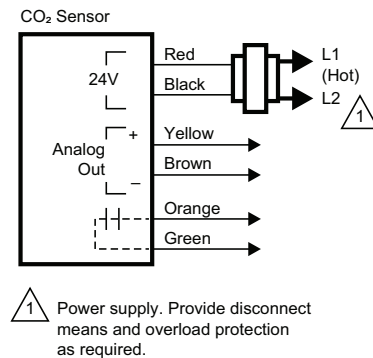 CO₂ Sensor
Red
L1
(Hot)
24V
Black
L2
1
Yellow
+
Analog
Out
Brown
–
Orange
Green
1 Power supply. Provide disconnect
means and overload protection
as required.